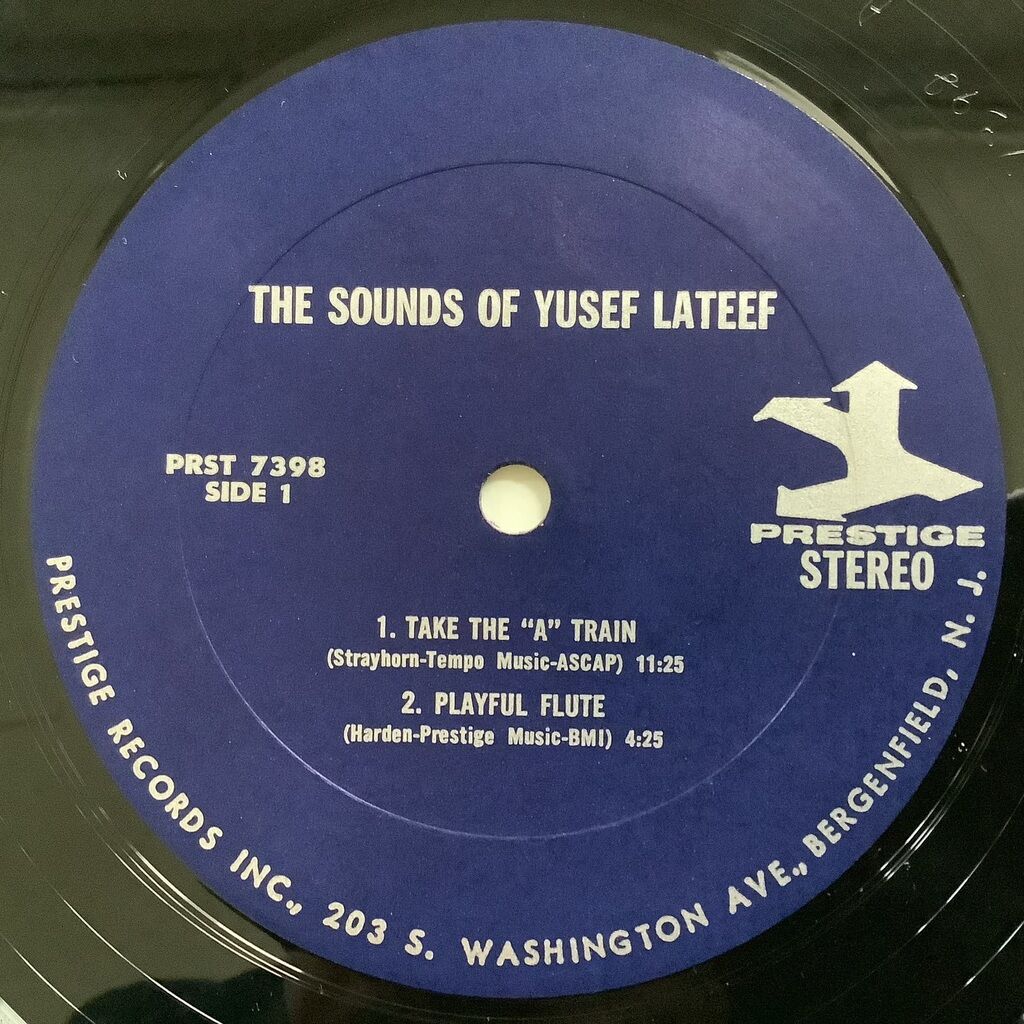 THE SOUNDS OF YUSEF LATEEF
PRST 7398
SIDE 1
PRESTIGE
STEREO
1. TAKE THE “A” TRAIN
(Strayhorn-Tempo Music-ASCAP) 11:25
2. PLAYFUL FLUTE
(Harden-Prestige Music-BMI) 4:25
PRESTIGE RECORDS INC., 203 S. WASHINGTON AVE., BERGENFIELD, N. J.